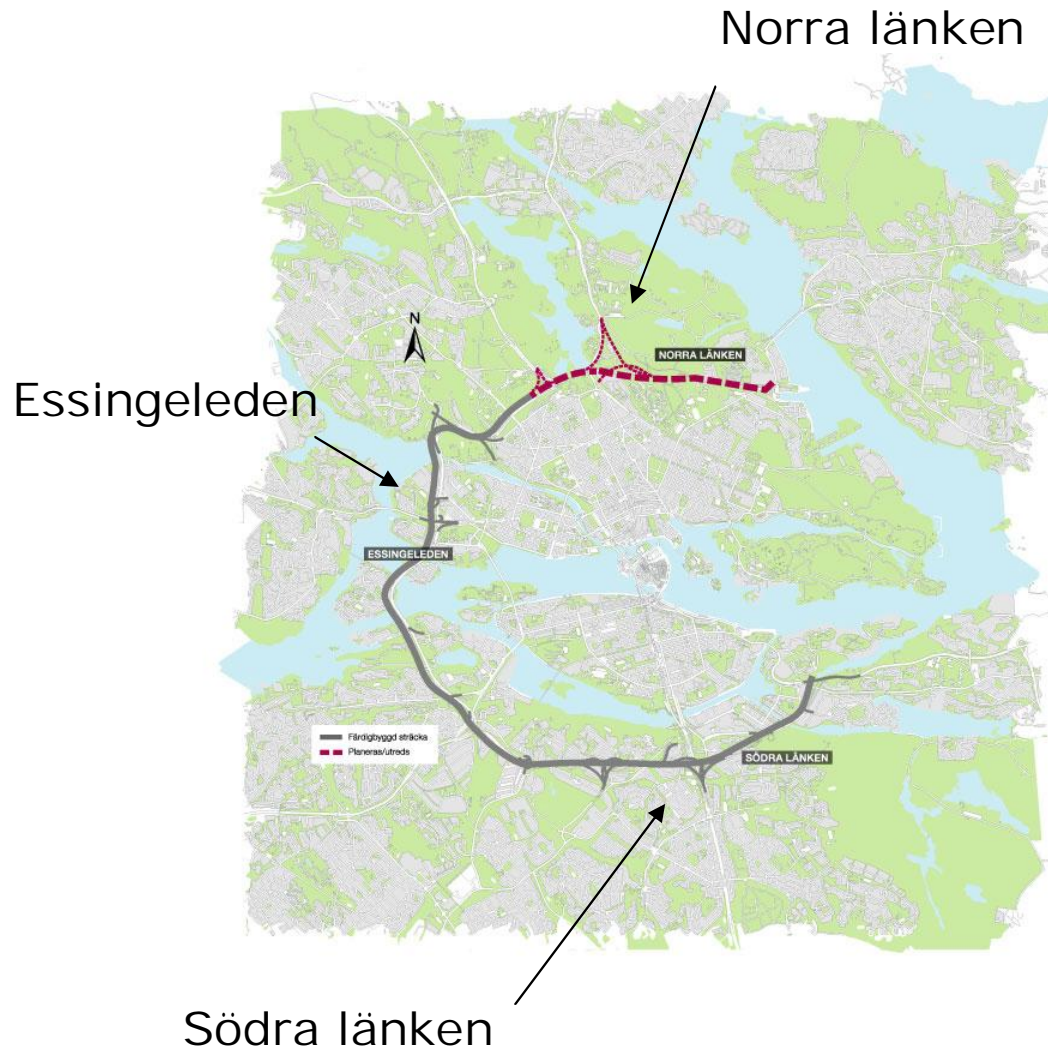 Norra länken
N
NORRA LÄNKEN
Essingeleden
ESSINGELEDEN
Färdigbyggd sträcka
Planeras/utreds
SÖDRA LÄNKEN
Södra länken